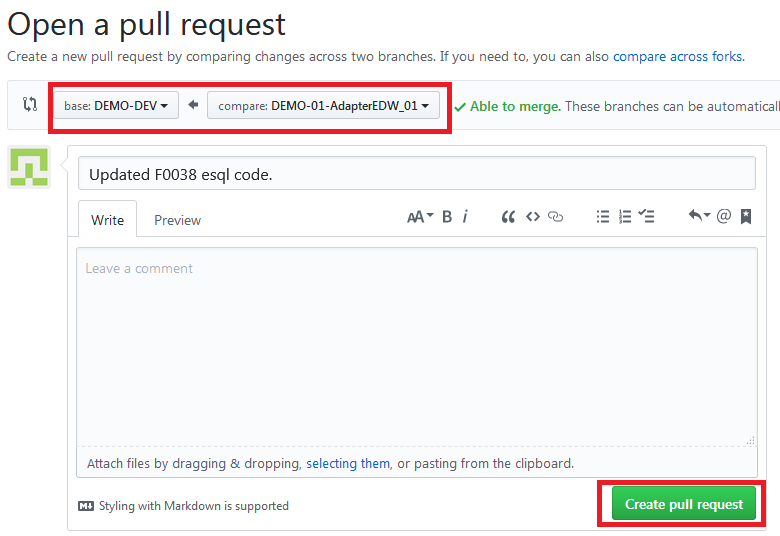 Open a pull request
Create a new pull request by comparing changes across two branches. If you need to, you can also compare across forks.
base: DEMO-DEV compare: DEMO-01-AdapterEDW_01 Able to merge. These branches can be automaticall
Updated F0038 esql code.
Write Preview AA B i
Leave a comment
Attach files by dragging & dropping, selecting them, or pasting from the clipboard.
Styling with Markdown is supported Create pull request